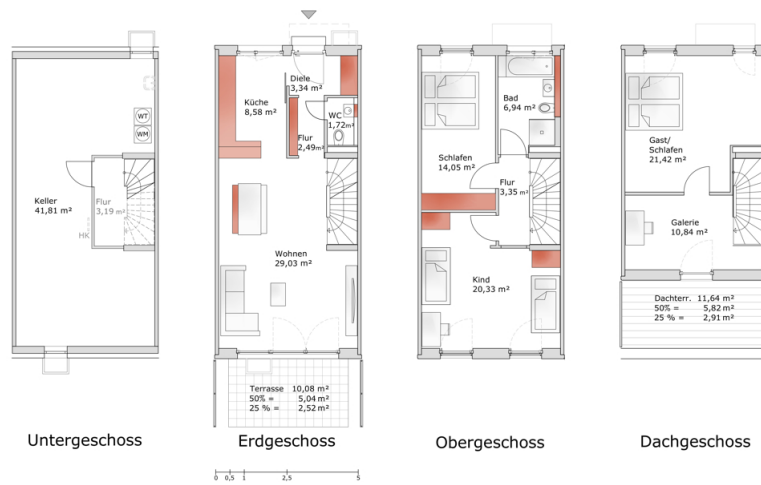 WT
WM
Keller
41,81 m²
Flur
3,19 m²
HK
Untergeschoss
Diele
3,34 m²
Küche
8,58 m²
WC
1,72m²
Flur
2,49m²
Wohnen
29,03 m²
Terrasse 10,08 m²
50% = 5,04 m²
25 % = 2,52 m²
Erdgeschoss
0 0,5 1 2,5 5
Bad
6,94 m²
Schlafen
14,05 m²
Flur
3,35 m²
Kind
20,33 m²
Obergeschoss
Gast/
Schlafen
21,42 m²
Galerie
10,84 m²
Dachterr. 11,64 m²
50% = 5,82 m²
25 % = 2,91 m²
Dachgeschoss